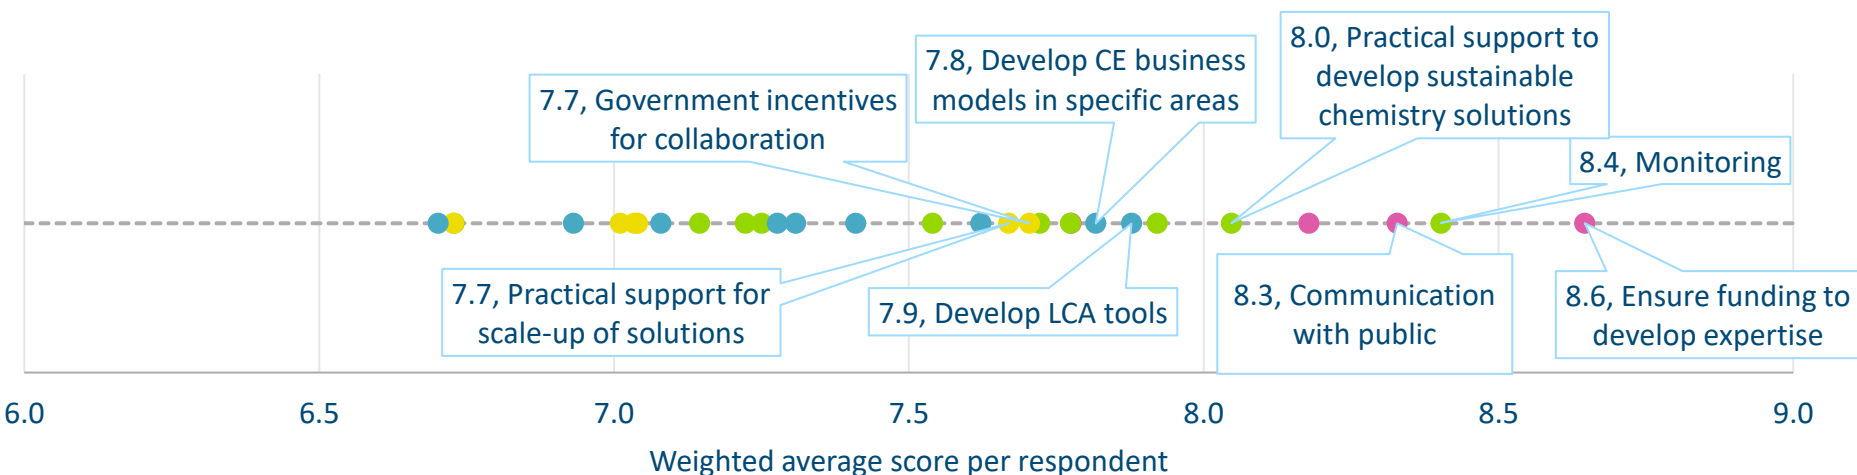 8.0, Practical support to
develop sustainable
chemistry solutions
7.8, Develop CE business
models in specific areas
7.7, Government incentives
for collaboration
8.4, Monitoring
7.7, Practical support for
scale-up of solutions
7.9, Develop LCA tools
8.3, Communication
with public
8.6, Ensure funding to
develop expertise
6.0 6.5 7.0 7.5 8.0 8.5 9.0
Weighted average score per respondent